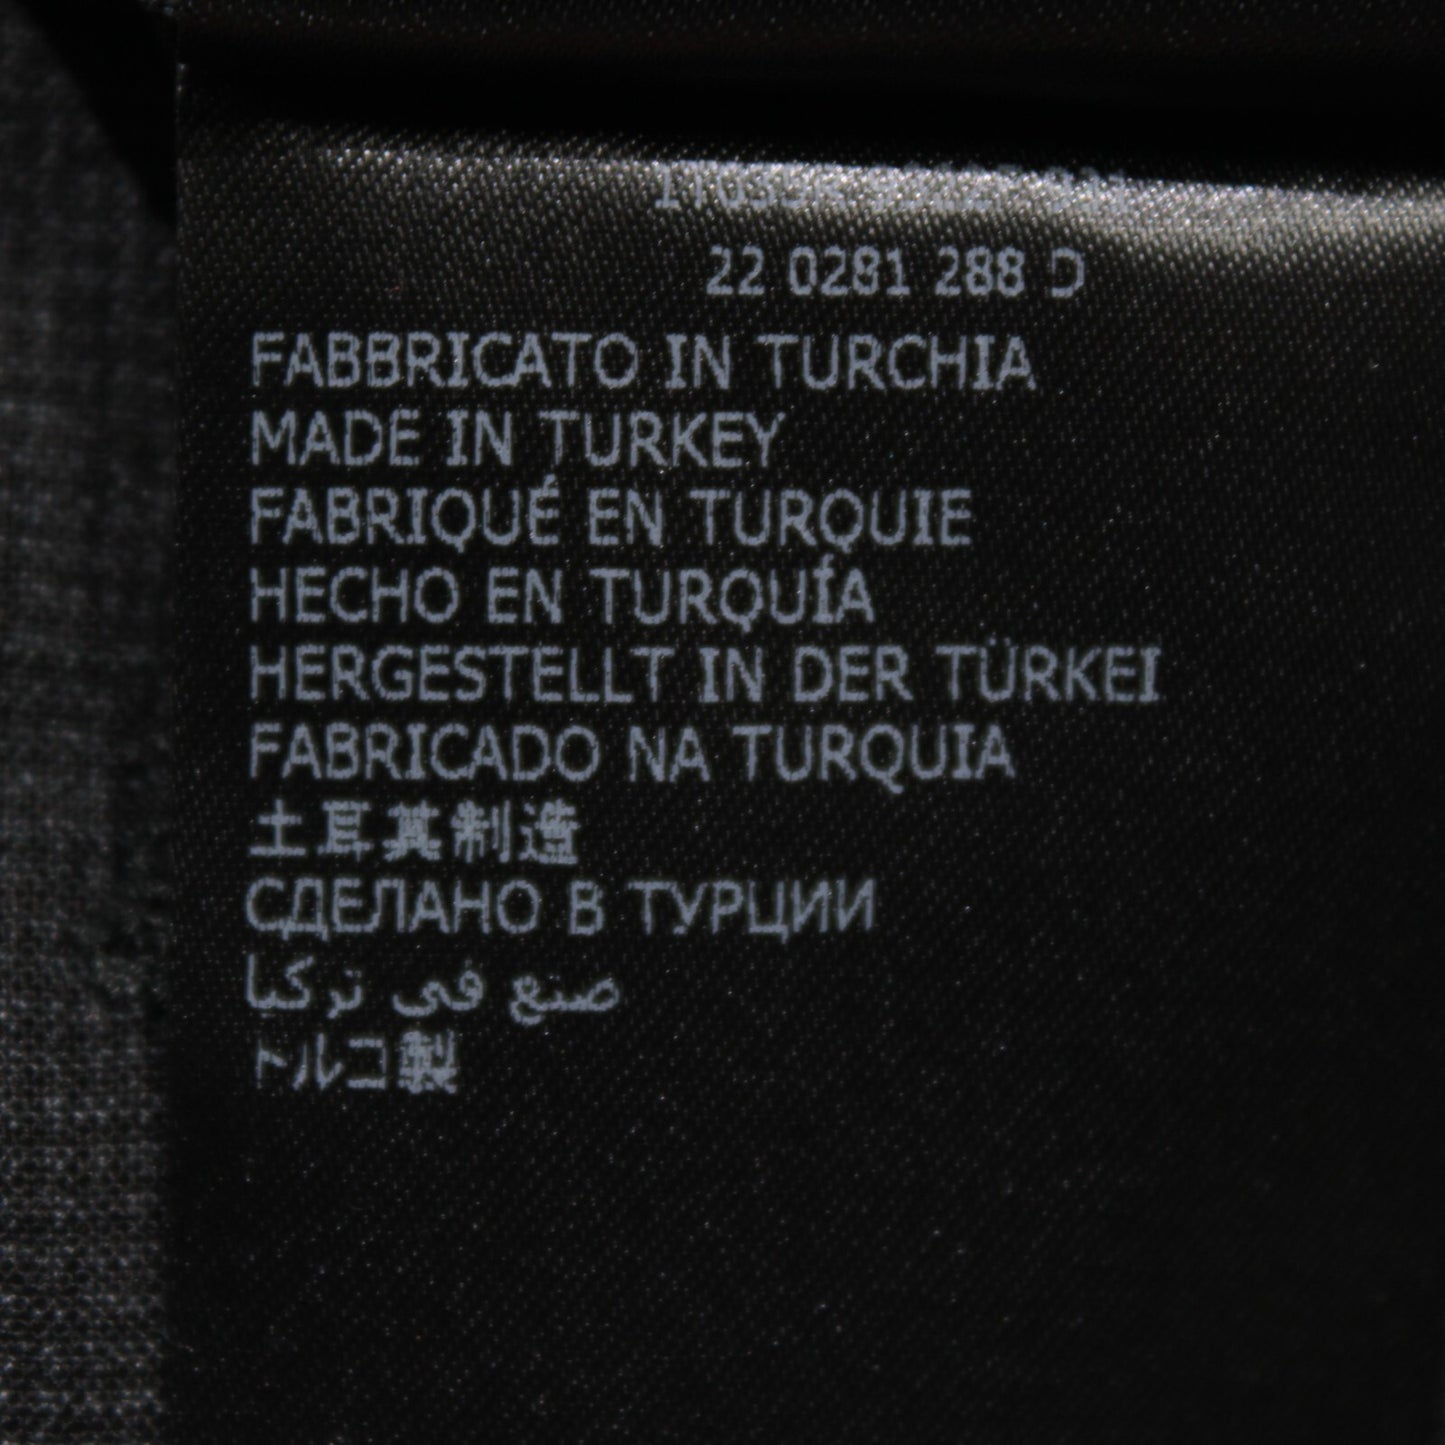 22 0281 288 D
FABBRICATO IN TURCHIA
MADE IN TURKEY
FABRIQUÉ EN TURQUIE
HECHO EN TURQUÍA
HERGESTELLT IN DER TÜRKEI
FABRICADO NA TURQUIA
土耳其制造
СДЕЛАНО В ТУРЦИИ
صنع في تركيا
トルコ製